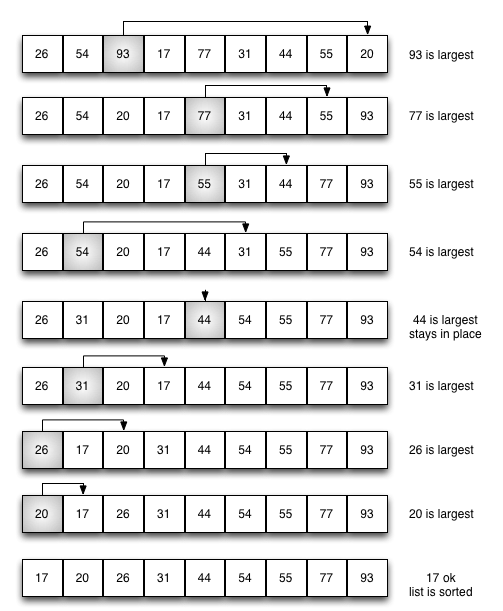 26 54 93 17 77 31 44 55 20 93 is largest
26 54 20 17 77 31 44 55 93 77 is largest
26 54 20 17 55 31 44 77 93 55 is largest
26 54 20 17 44 31 55 77 93 54 is largest
26 31 20 17 44 54 55 77 93 44 is largest
stays in place
26 31 20 17 44 54 55 77 93 31 is largest
26 17 20 31 44 54 55 77 93 26 is largest
20 17 26 31 44 54 55 77 93 20 is largest
17 20 26 31 44 54 55 77 93 17 ok
list is sorted